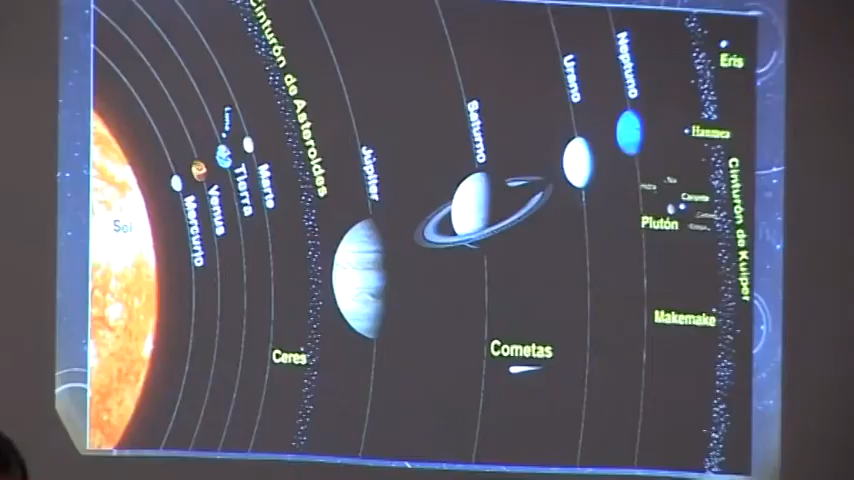 Sol
Mercurio
Venus
Luna
Tierra
Marte
Cinturón de Asteroides
Ceres
Júpiter
Saturno
Cometas
Urano
Neptuno
Eris
Haumea
Caronte
Plutón
Makemake
Cinturón de Kuiper